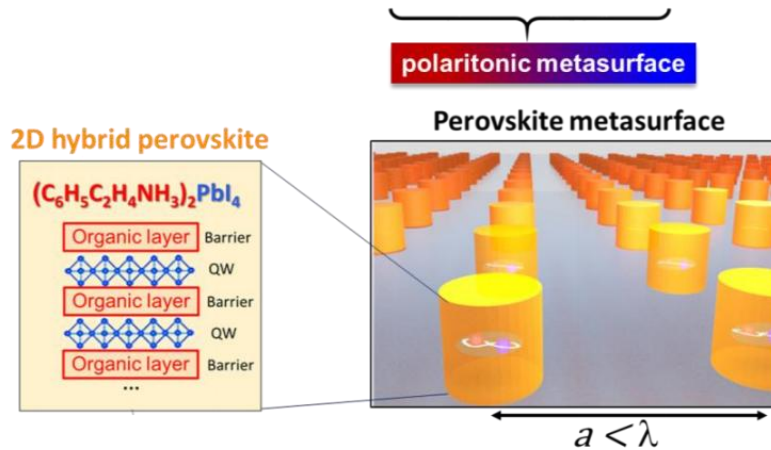 polaritonic metasurface
2D hybrid perovskite
Perovskite metasurface
(C₆H₅C₂H₄NH₃)₂PbI₄
Organic layer Barrier
QW
Organic layer Barrier
QW
Organic layer Barrier
...
a < λ